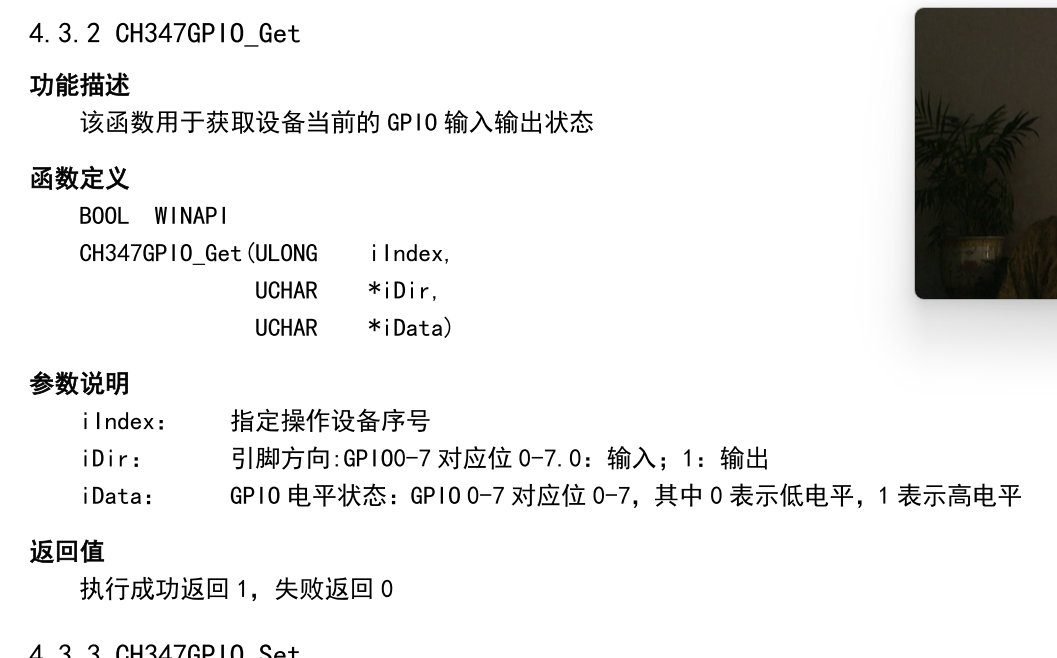 4.3.2 CH347GPIO_Get
功能描述
该函数用于获取设备当前的 GPIO 输入输出状态
函数定义
BOOL WINAPI
CH347GPIO_Get(ULONG iIndex,
UCHAR *iDir,
UCHAR *iData)
参数说明
iIndex: 指定操作设备序号
iDir: 引脚方向:GPIO0-7 对应位 0-7.0: 输入; 1: 输出
iData: GPIO 电平状态: GPIO 0-7 对应位 0-7, 其中 0 表示低电平, 1 表示高电平
返回值
执行成功返回 1, 失败返回 0
4.3.3 CH347GPIO_Set